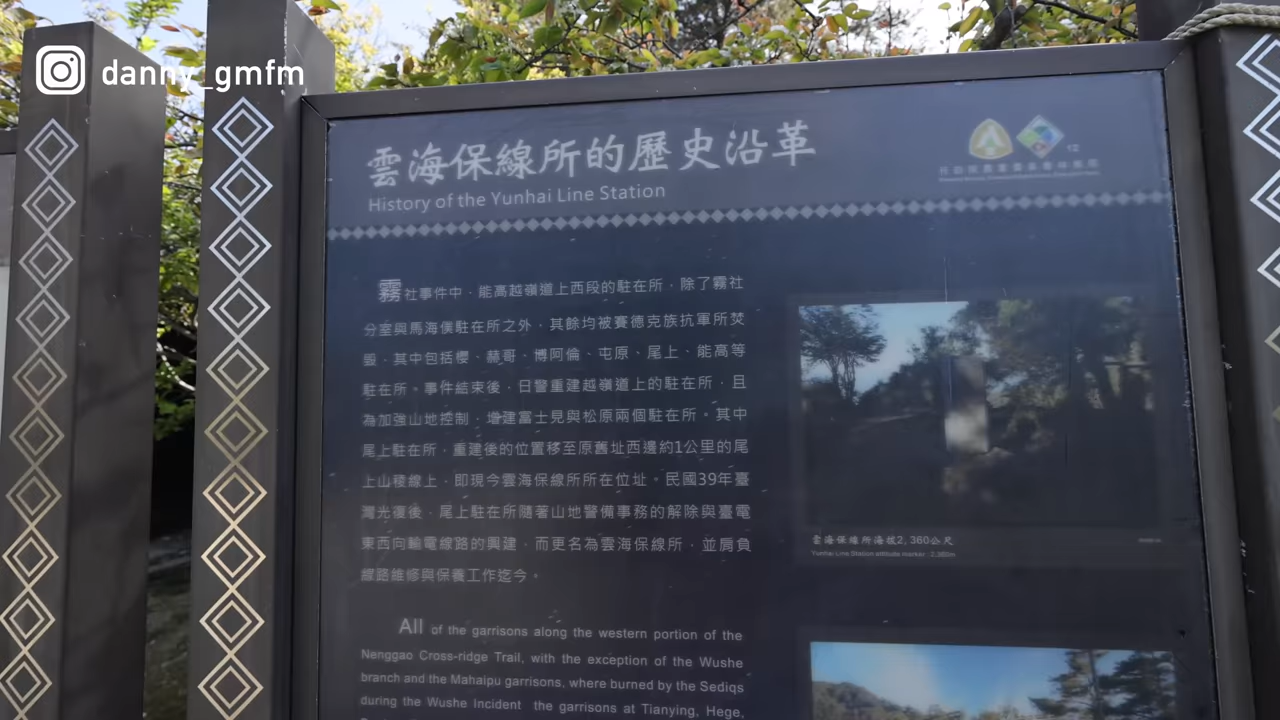 danny_gmfm
雲海保線所的歷史沿革
History of the Yunhai Line Station
12
霧社事件中，能高越嶺道上西段的駐在所，除了霧社
分室與馬海僕駐在所之外，其餘均被賽德克族抗軍所焚
毀，其中包括櫻、赫哥、博阿倫、屯原、尾上、能高等
駐在所。事件結束後，日警重建越嶺道上的駐在所，且
為加強山地控制，增建富士見與松原兩個駐在所。其中
尾上駐在所，重建後的位置移至原舊址西邊約1公里的尾
上山稜線上，即現今雲海保線所所在位址。民國39年臺
灣光復後，尾上駐在所隨著山地警備事務的解除與臺電
東西向輸電線路的興建，而更名為雲海保線所，並肩負
線路維修與保養工作迄今。
雲海保線所海拔2, 360公尺
Yunhai Line Station altitude marker : 2,360m
All of the garrisons along the western portion of the
Nenggao Cross-ridge Trail, with the exception of the Wushe
branch and the Mahaipu garrisons, where burned by the Sediqs
during the Wushe Incident the garrisons at Tianying, Hege,